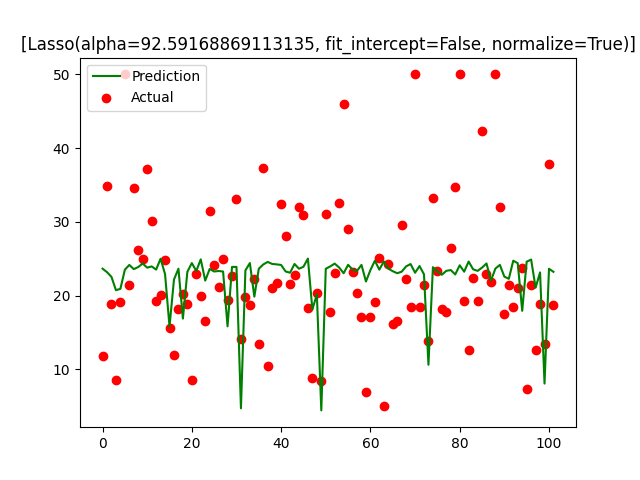 [Lasso(alpha=92.59168869113135, fit_intercept=False, normalize=True)]
Prediction
Actual
50
40
30
20
10
0 20 40 60 80 100